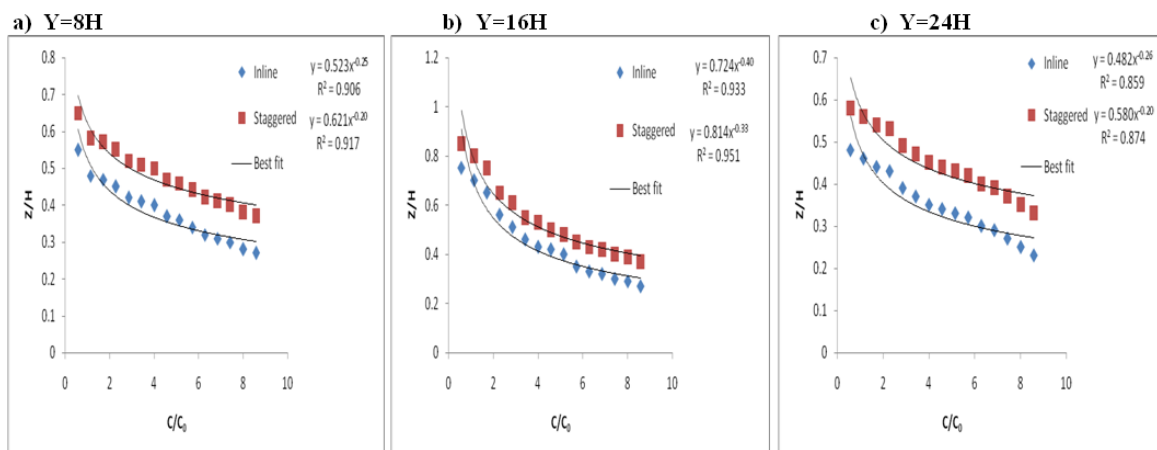 a) Y=8H
0.8
0.7
0.6
0.5
0.4
0.3
0.2
0.1
0
z/H
0 2 4 6 8 10
C/C0
Inline
y = 0.523x^-0.25
R² = 0.906
Staggered
y = 0.621x^-0.20
R² = 0.917
Best fit
b) Y=16H
1.2
1
0.8
0.6
0.4
0.2
0
z/H
0 2 4 6 8 10
C/C0
Inline
y = 0.724x^-0.40
R² = 0.933
Staggered
y = 0.814x^-0.33
R² = 0.951
Best fit
c) Y=24H
0.7
0.6
0.5
0.4
0.3
0.2
0.1
0
z/H
0 2 4 6 8 10
C/C0
Inline
y = 0.482x^-0.26
R² = 0.859
Staggered
y = 0.580x^-0.20
R² = 0.874
Best fit